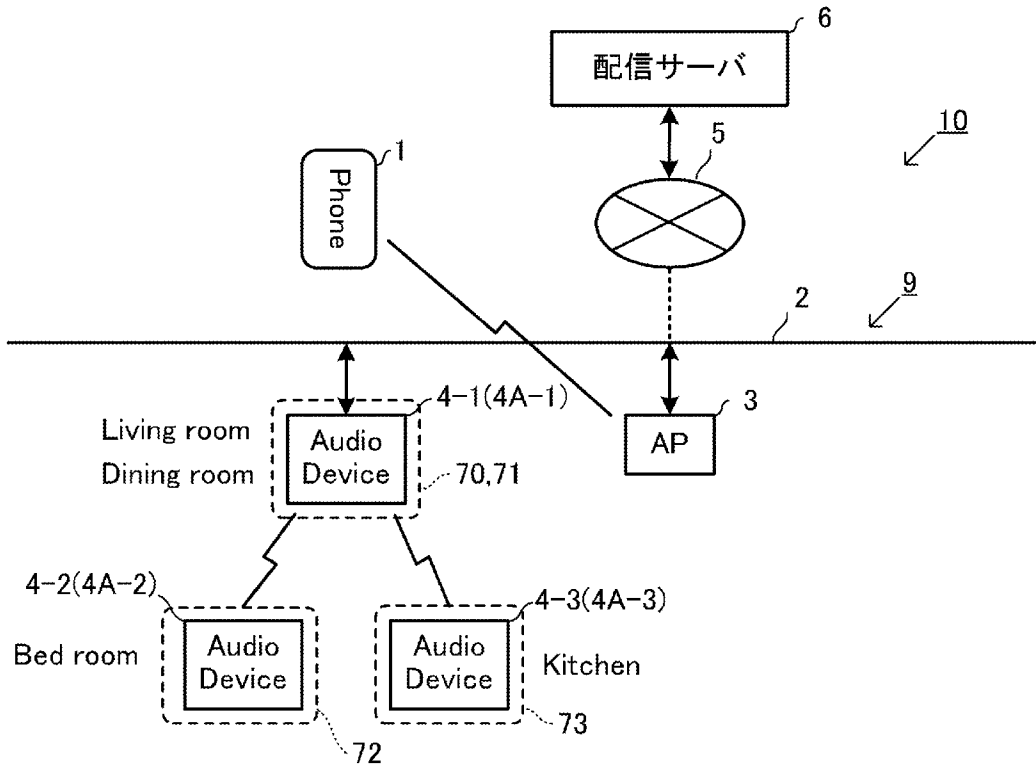 6
配信サーバ
10
5
1
Phone
9
2
4-1(4A-1)
3
Living room
Dining room
Audio
Device
AP
70,71
4-2(4A-2)
4-3(4A-3)
Bed room
Audio
Device
Audio
Device
Kitchen
72
73